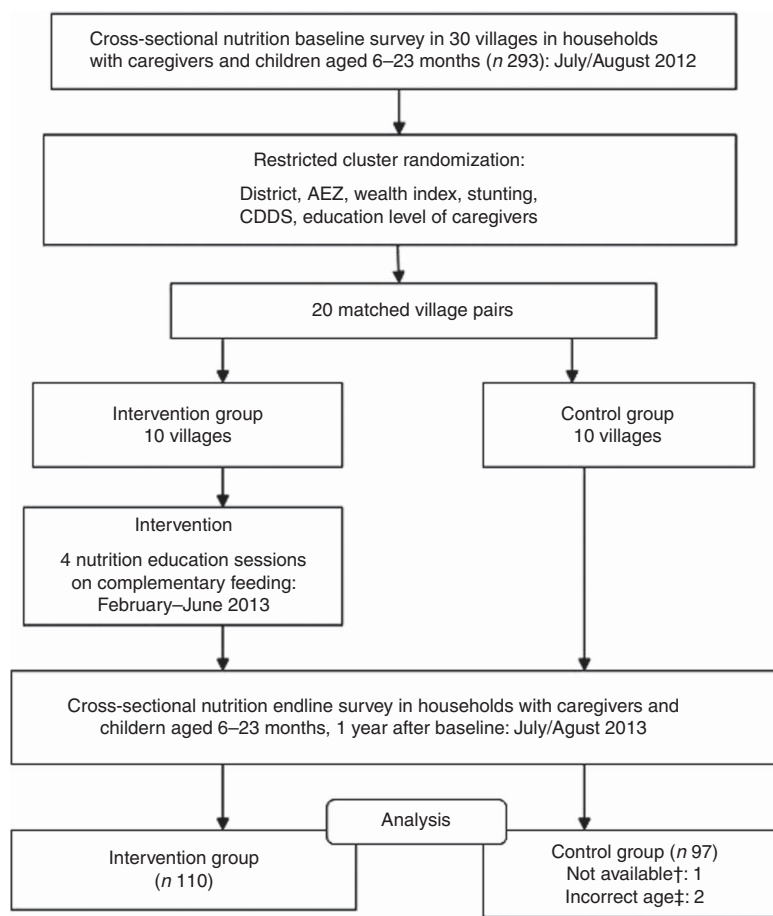 Cross-sectional nutrition baseline survey in 30 villages in households
with caregivers and children aged 6–23 months (n 293): July/August 2012
Restricted cluster randomization:
District, AEZ, wealth index, stunting,
CDDS, education level of caregivers
20 matched village pairs
Intervention group
10 villages
Control group
10 villages
Intervention
4 nutrition education sessions
on complementary feeding:
February–June 2013
Cross-sectional nutrition endline survey in households with caregivers and
childern aged 6–23 months, 1 year after baseline: July/Agust 2013
Analysis
Intervention group
(n 110)
Control group (n 97)
Not available†: 1
Incorrect age‡: 2